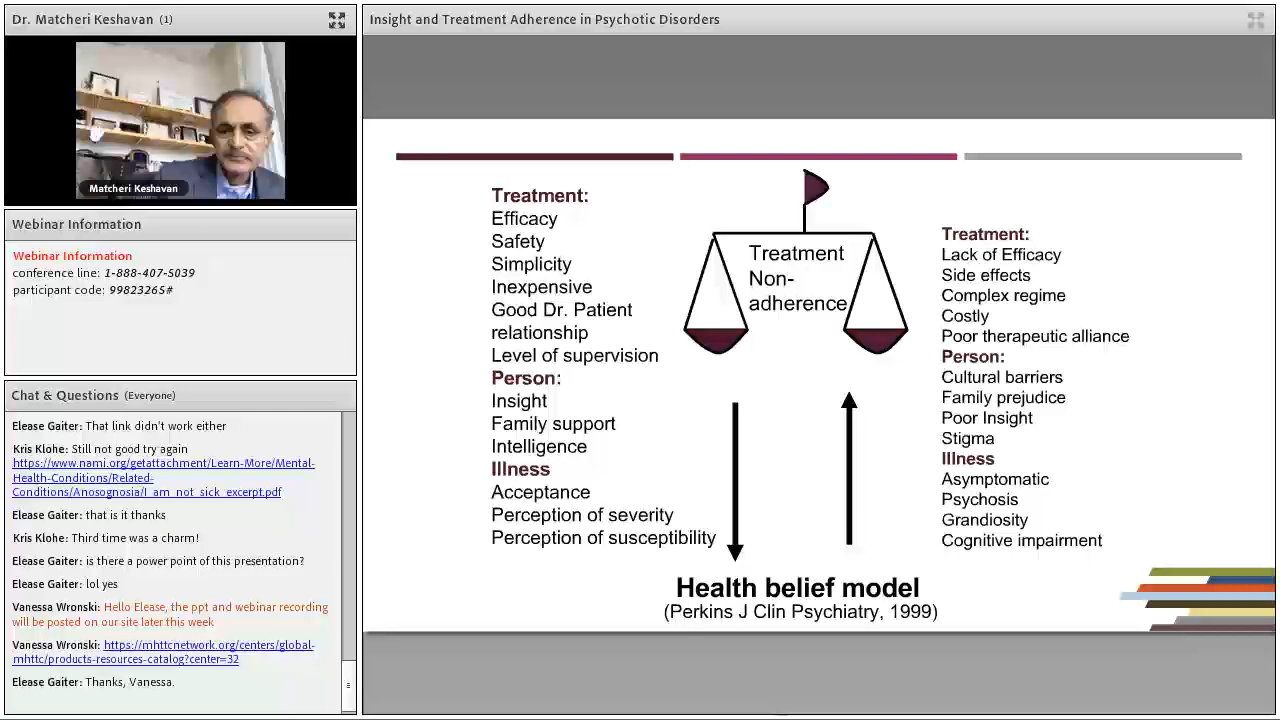 Dr. Matcheri Keshavan (1)
Matcheri Keshavan
Webinar Information
Webinar Information
conference line: 1-888-407-5039
participant code: 99823265#
Chat & Questions (Everyone)
Elease Gaiter: That link didn't work either
Kris Klohe: Still not good try again
https://www.nami.org/getattachment/Learn-More/Mental-
Health-Conditions/Related-
Conditions/Anosognosia/I_am_not_sick_excerpt.pdf
Elease Gaiter: that is it thanks
Kris Klohe: Third time was a charm!
Elease Gaiter: is there a power point of this presentation?
Elease Gaiter: lol yes
Vanessa Wronski: Hello Elease, the ppt and webinar recording
will be posted on our site later this week
Vanessa Wronski: https://mhttcnetwork.org/centers/global-
mhttc/products-resources-catalog?center=32
Elease Gaiter: Thanks, Vanessa.
Insight and Treatment Adherence in Psychotic Disorders
Treatment:
Efficacy
Safety
Simplicity
Inexpensive
Good Dr. Patient
relationship
Level of supervision
Person:
Insight
Family support
Intelligence
Illness
Acceptance
Perception of severity
Perception of susceptibility
Treatment
Non-
adherence
Treatment:
Lack of Efficacy
Side effects
Complex regime
Costly
Poor therapeutic alliance
Person:
Cultural barriers
Family prejudice
Poor Insight
Stigma
Illness
Asymptomatic
Psychosis
Grandiosity
Cognitive impairment
Health belief model
(Perkins J Clin Psychiatry, 1999)